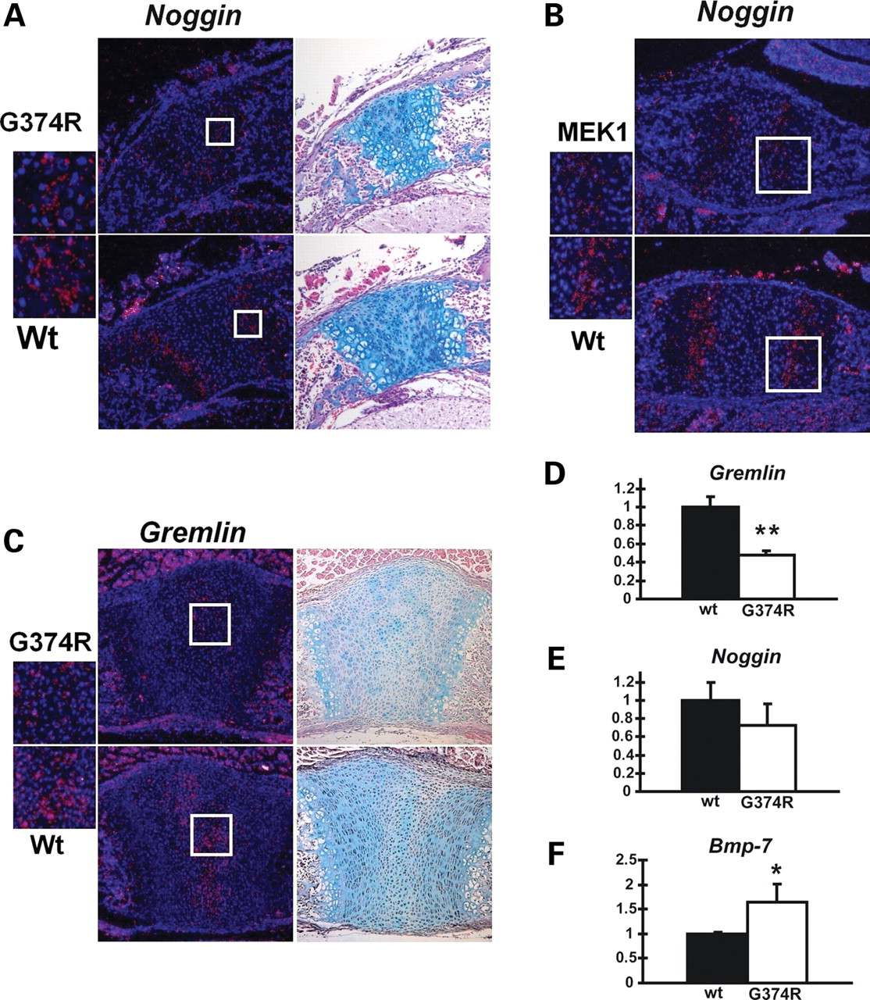 A
Noggin
G374R
Wt
B
Noggin
MEK1
Wt
C
Gremlin
G374R
Wt
D
Gremlin
1.2
1
0.8
**
0.6
0.4
0.2
0
wt G374R
E
Noggin
1.2
1
0.8
0.6
0.4
0.2
0
wt G374R
F
Bmp-7
2.5
*
2
1.5
1
0.5
0
wt G374R